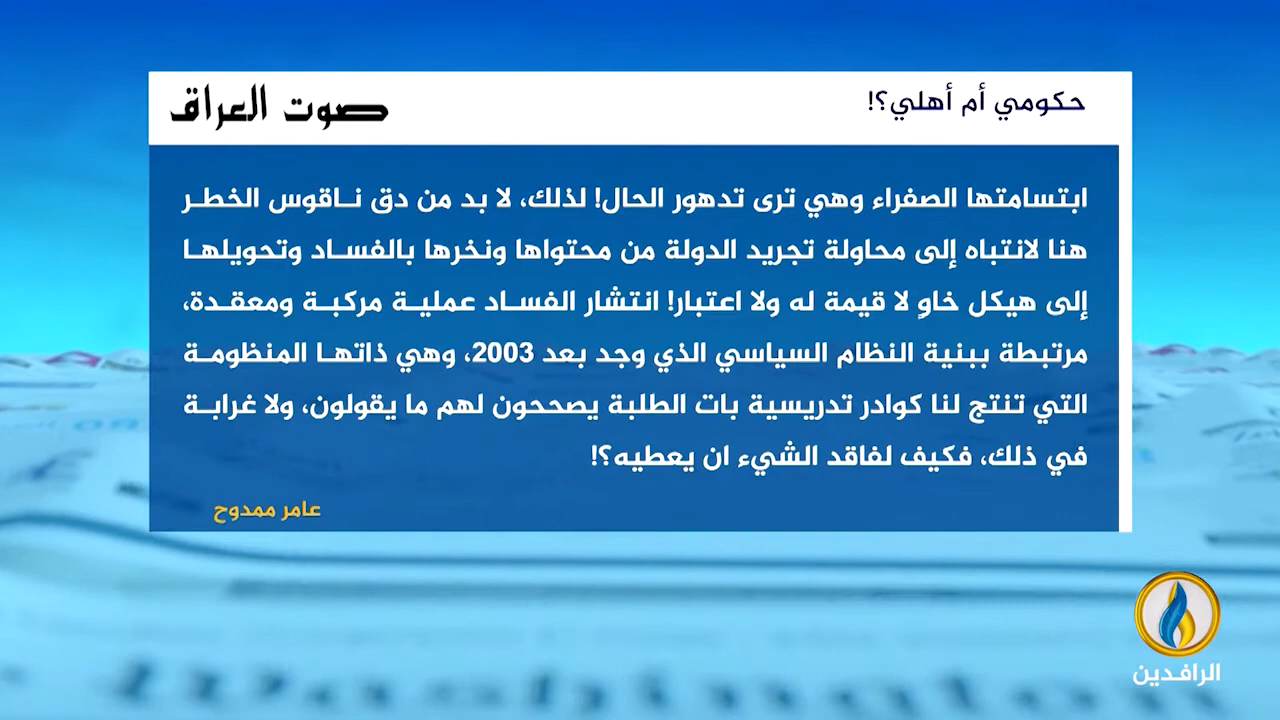 حكومي أم أهلي؟!
صوت العراق
ابتسامتها الصفراء وهي ترى تدهور الحال! لذلك، لا بد من دق ناقوس الخطر
هنا لانتباه إلى محاولة تجريد الدولة من محتواها ونخرها بالفساد وتحويلها
إلى هيكل خاوٍ لا قيمة له ولا اعتبار! انتشار الفساد عملية مركبة ومعقدة،
مرتبطة ببنية النظام السياسي الذي وجد بعد 2003، وهي ذاتها المنظومة
التي تنتج لنا كوادر تدريسية بات الطلبة يصححون لهم ما يقولون، ولا غرابة
في ذلك، فكيف لفاقد الشيء ان يعطيه؟!
عامر ممدوح
الرافدين